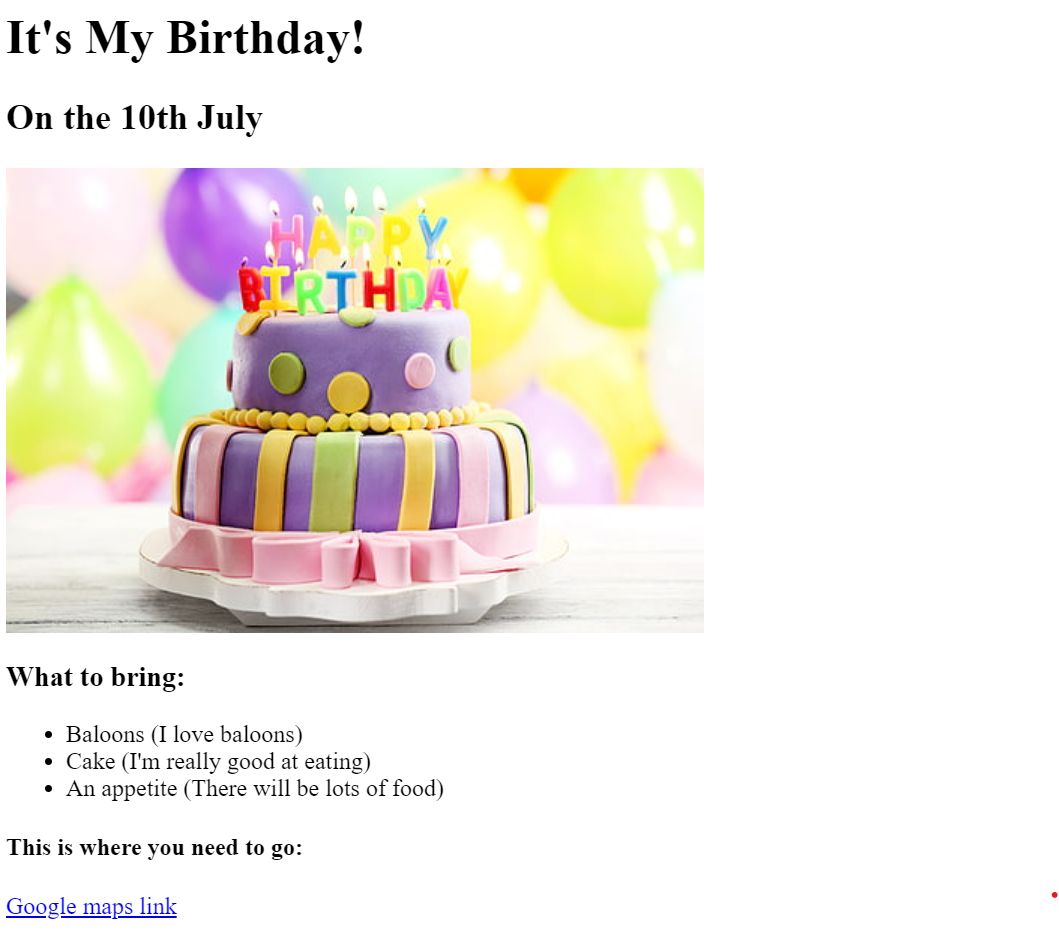 It's My Birthday!
On the 10th July
HAPPY
BIRTHDAY
What to bring:
Baloons (I love baloons)
Cake (I'm really good at eating)
An appetite (There will be lots of food)
This is where you need to go:
Google maps link